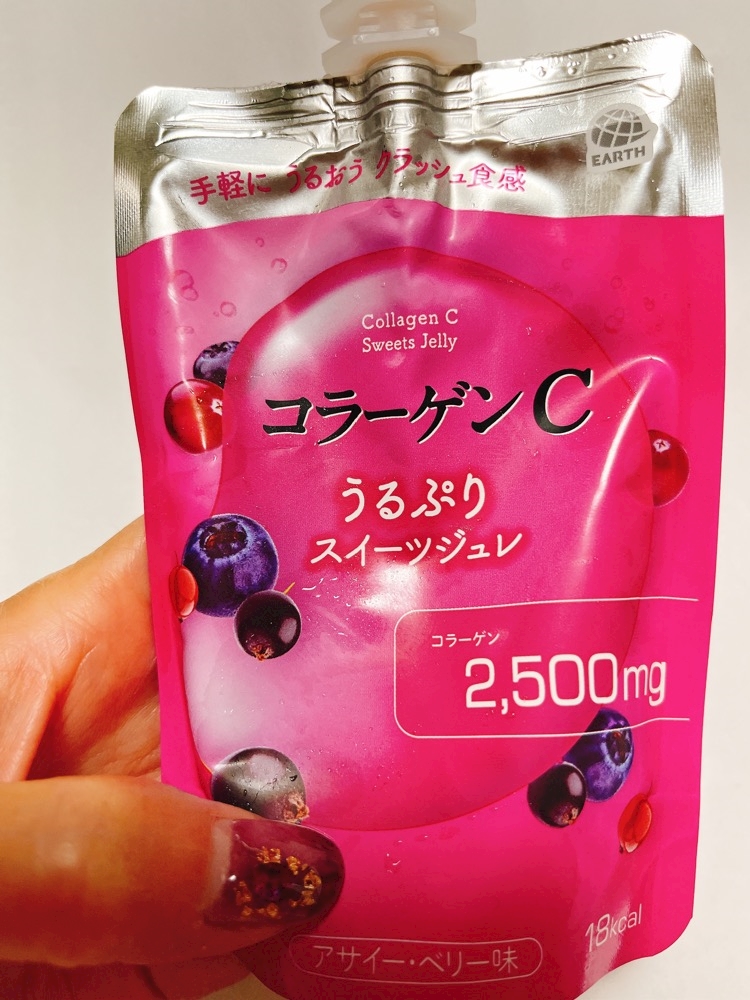 EARTH
手軽に うるおう クラッシュ食感
Collagen C
Sweets Jelly
コラーゲンC
うるぷり
スイーツジュレ
コラーゲン
2,500mg
18kcal
アサイー・ベリー味